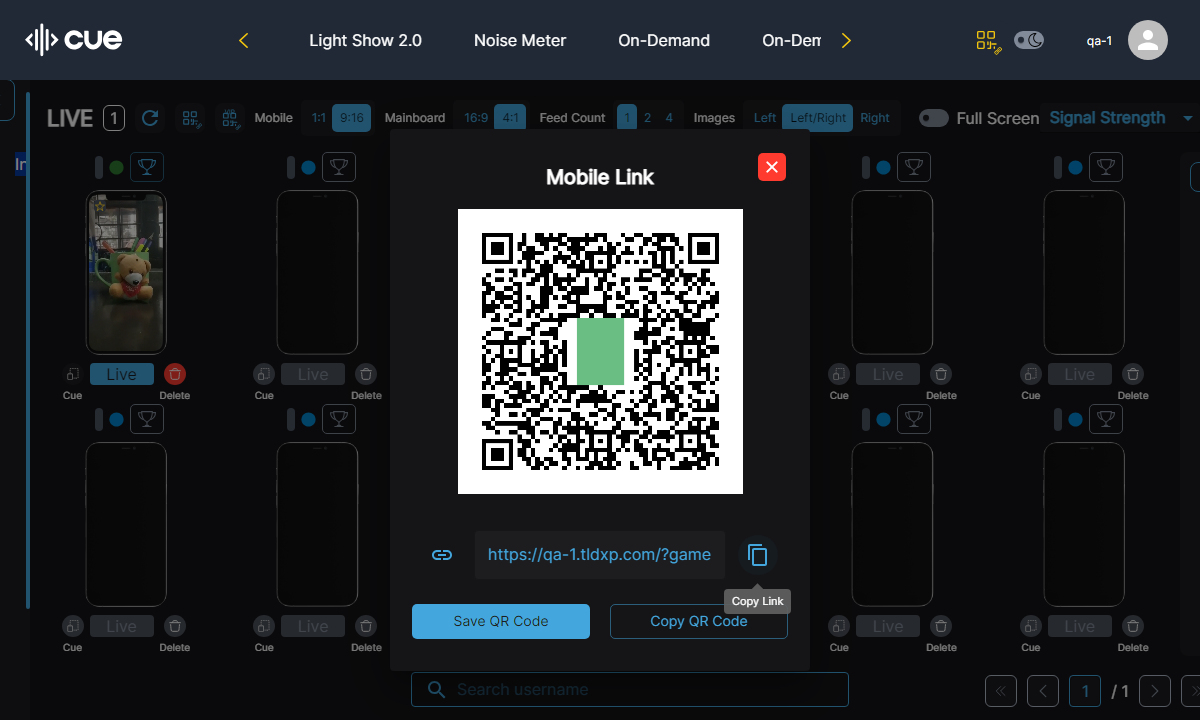 cue
Light Show 2.0
Noise Meter
On-Demand
On-Dem
qa-1
LIVE 1
Mobile 1:1 9:16
Mainboard 16:9 4:1
Feed Count 1 2 4
Images Left Left/Right Right
Full Screen
Signal Strength
In
Mobile Link
https://qa-1.tldxp.com/?game
Copy Link
Save QR Code
Copy QR Code
Live Live Live Live
Cue Delete Cue Delete Cue Delete Cue Delete
Live Live Live Live
Cue Delete Cue Delete Cue Delete Cue Delete
Search username
1 / 1